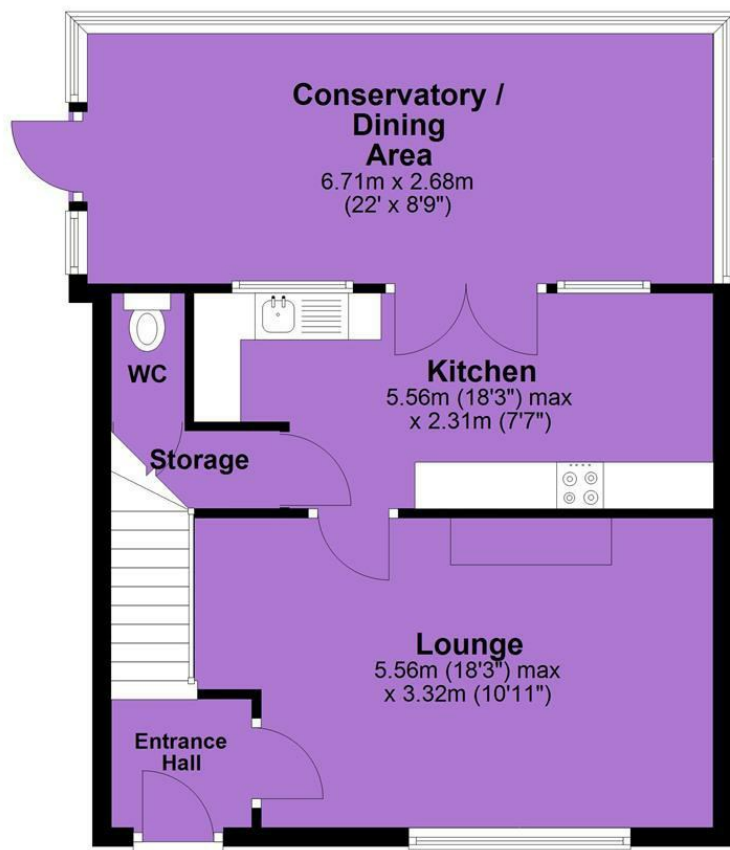 Conservatory /
Dining
Area
6.71m x 2.68m
(22' x 8'9")
WC
Kitchen
5.56m (18'3") max
x 2.31m (7'7")
Storage
Lounge
5.56m (18'3") max
x 3.32m (10'11")
Entrance
Hall